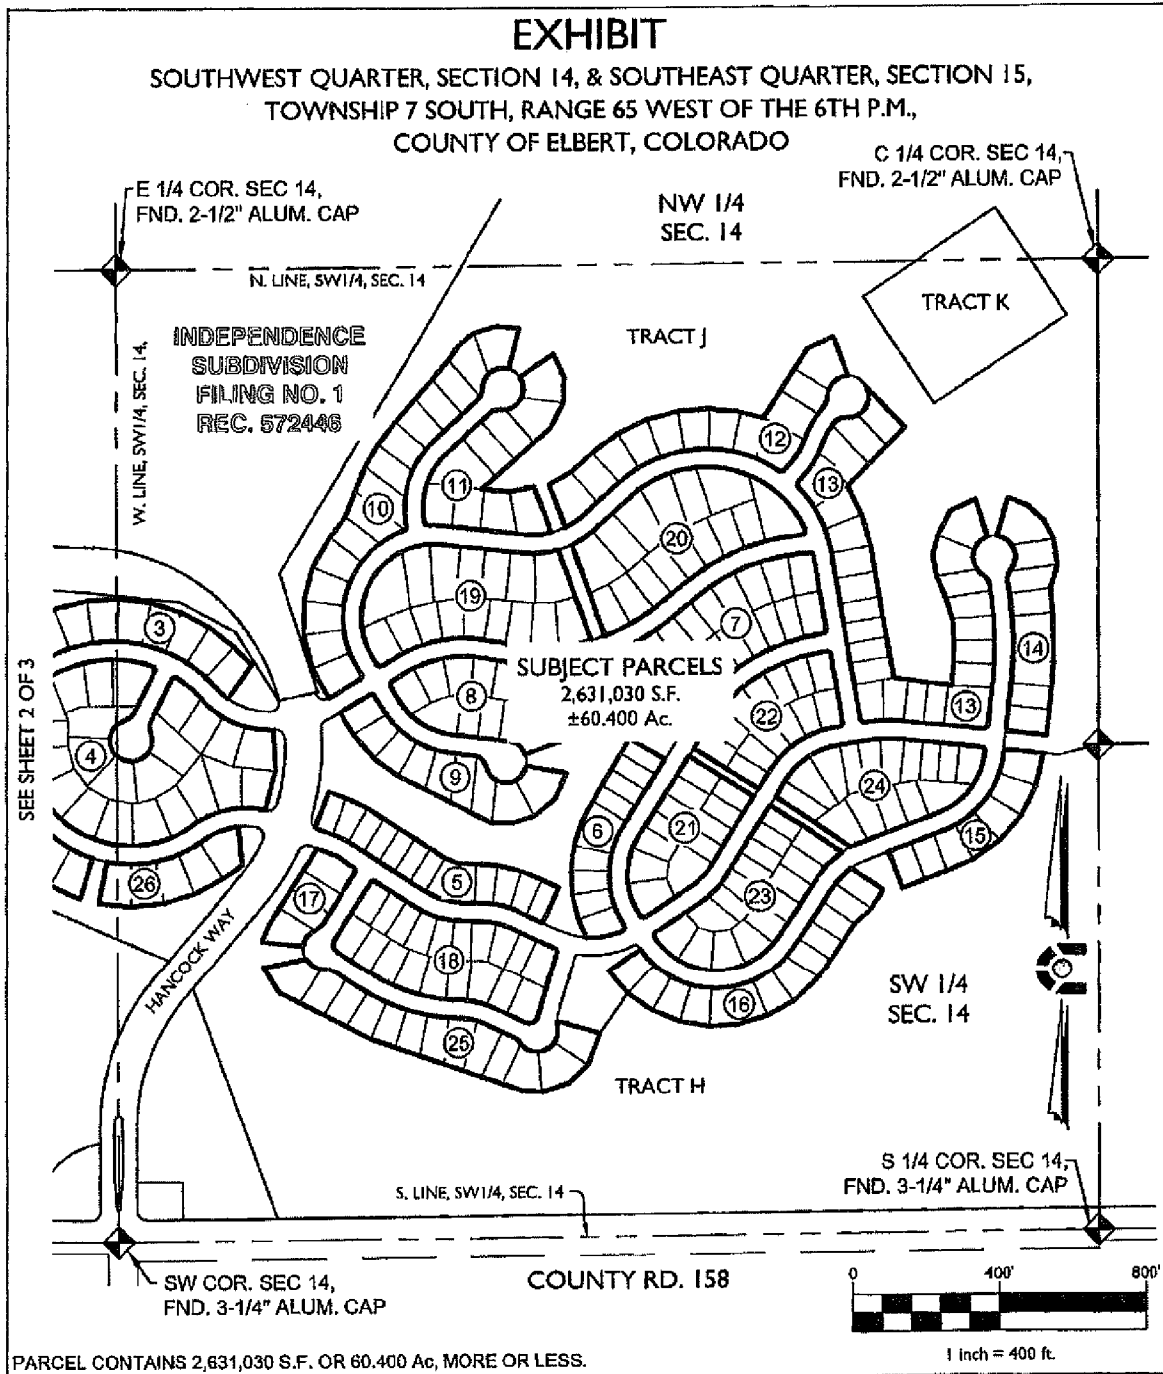 EXHIBIT
SOUTHWEST QUARTER, SECTION 14, & SOUTHEAST QUARTER, SECTION 15,
TOWNSHIP 7 SOUTH, RANGE 65 WEST OF THE 6TH P.M.,
COUNTY OF ELBERT, COLORADO
E 1/4 COR. SEC 14,
FND. 2-1/2" ALUM. CAP
C 1/4 COR. SEC 14,
FND. 2-1/2" ALUM. CAP
NW 1/4
SEC. 14
N. LINE, SW1/4, SEC. 14
W. LINE, SW1/4, SEC. 14,
INDEPENDENCE
SUBDIVISION
FILING NO. 1
REC. 572446
TRACT J
TRACT K
12
13
11
10
20
19
7
3
SUBJECT PARCELS
2,631,030 S.F.
±60.400 Ac.
8
22
14
13
SEE SHEET 2 OF 3
4
9
24
6
21
15
26
5
17
23
18
HANCOCK WAY
16
SW 1/4
SEC. 14
25
TRACT H
S 1/4 COR. SEC 14,
FND. 3-1/4" ALUM. CAP
S. LINE, SW1/4, SEC. 14
SW COR. SEC 14,
FND. 3-1/4" ALUM. CAP
COUNTY RD. 158
0 400' 800'
1 inch = 400 ft.
PARCEL CONTAINS 2,631,030 S.F. OR 60.400 Ac, MORE OR LESS.